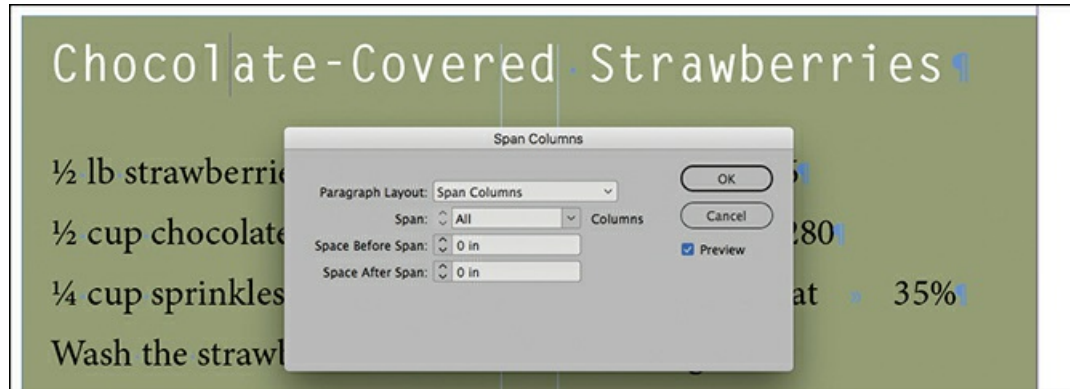 Chocolate-Covered Strawberries
Span Columns
½ lb strawberrie
Paragraph Layout: Span Columns
OK
Span: All Columns
Cancel
½ cup chocolate
280
Space Before Span: 0 in
Preview
Space After Span: 0 in
¼ cup sprinkles
at » 35%
Wash the straw